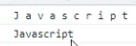 J a v a s c r i p t
Javascript